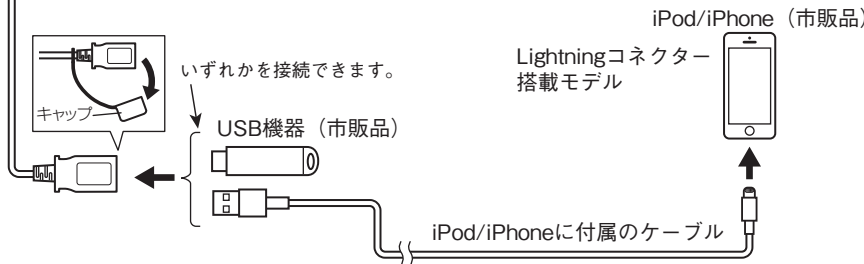 iPod/iPhone（市販品）
Lightningコネクター
搭載モデル
いずれかを接続できます。
キャップ
USB機器（市販品）
iPod/iPhoneに付属のケーブル